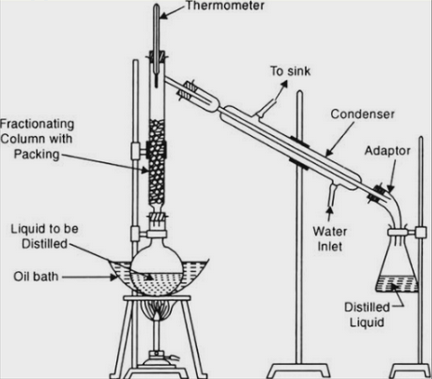 Thermometer
To sink
Condenser
Fractionating
Column with
Packing
Adaptor
Liquid to be
Distilled
Water
Inlet
Oil bath
Distilled
Liquid